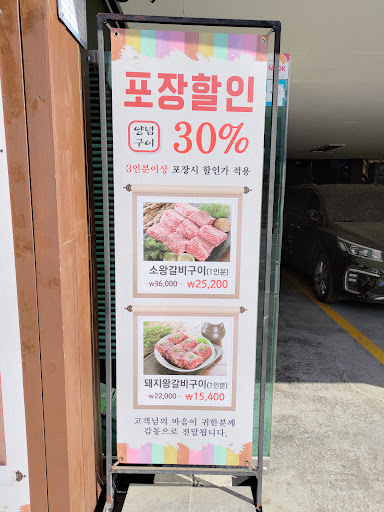 포장할인
양념
구이
30%
3인분이상 포장시 할인가 적용
소왕갈비구이(1인분)
₩36,000→ ₩25,200
돼지왕갈비구이(1인분)
₩22,000→ ₩15,400
고객님의 마음이 귀한분께
감동으로 전달됩니다.